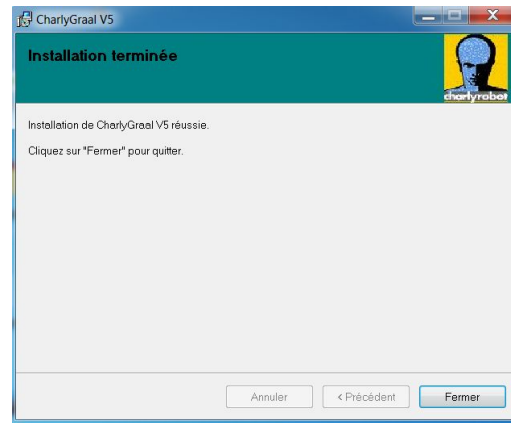 CharlyGraal V5
Installation terminée
charlyrobot
Installation de CharlyGraal V5 réussie.
Cliquez sur "Fermer" pour quitter.
Annuler
< Précédent
Fermer